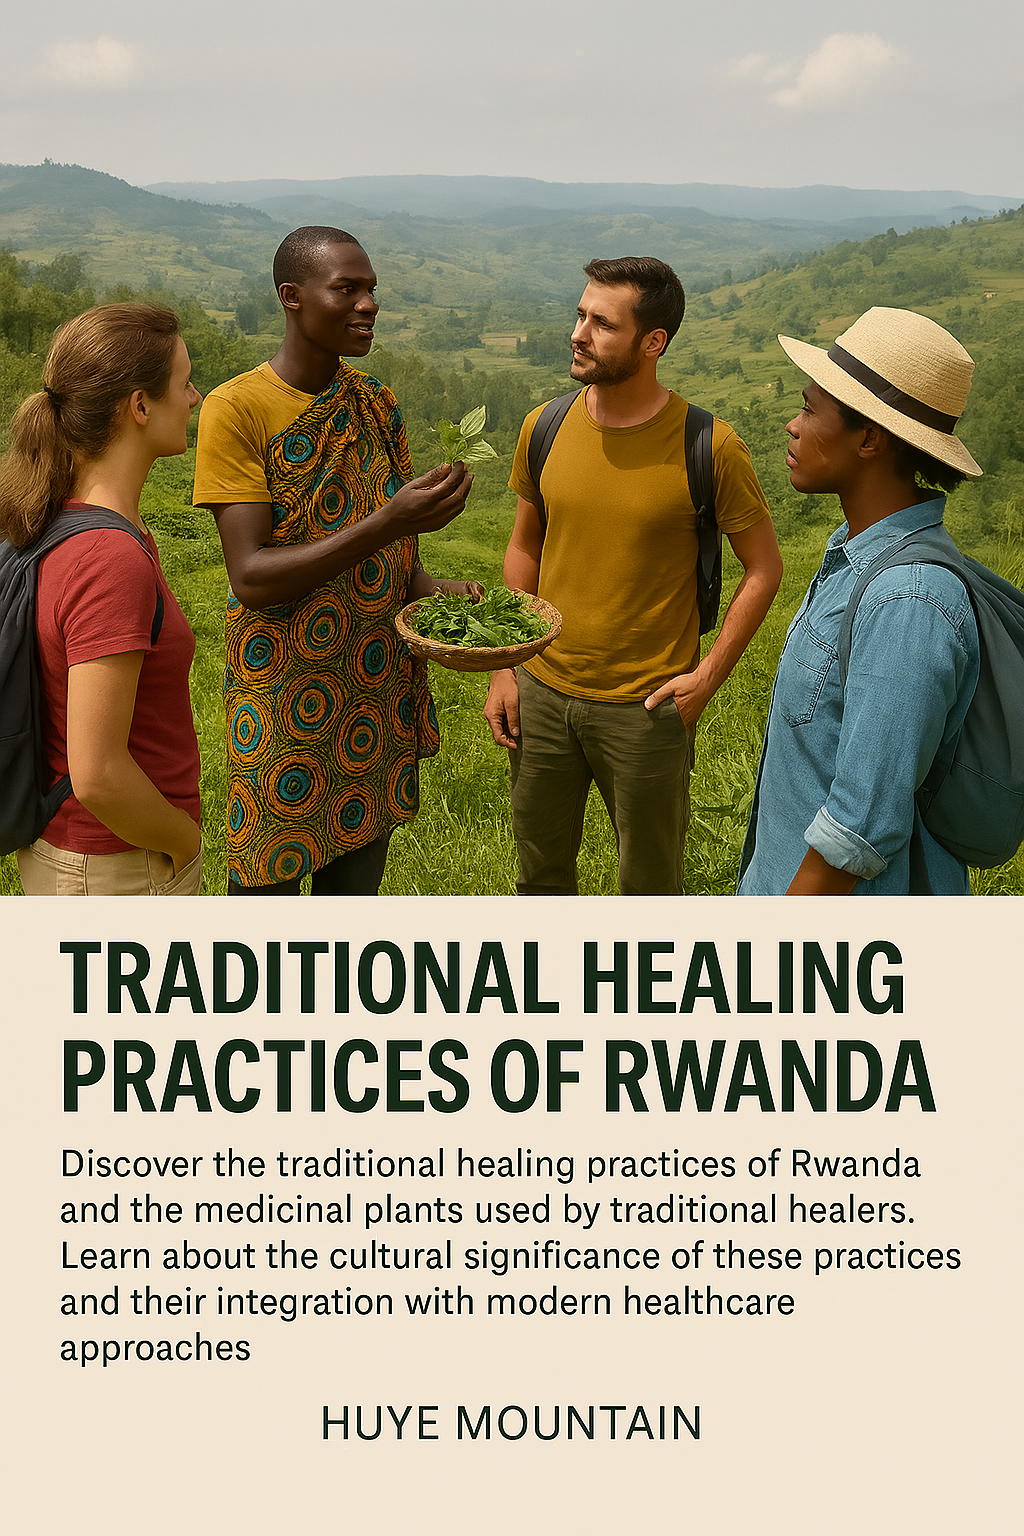 TRADITIONAL HEALING
PRACTICES OF RWANDA
Discover the traditional healing practices of Rwanda
and the medicinal plants used by traditional healers.
Learn about the cultural significance of these practices
and their integration with modern healthcare
approaches
HUYE MOUNTAIN